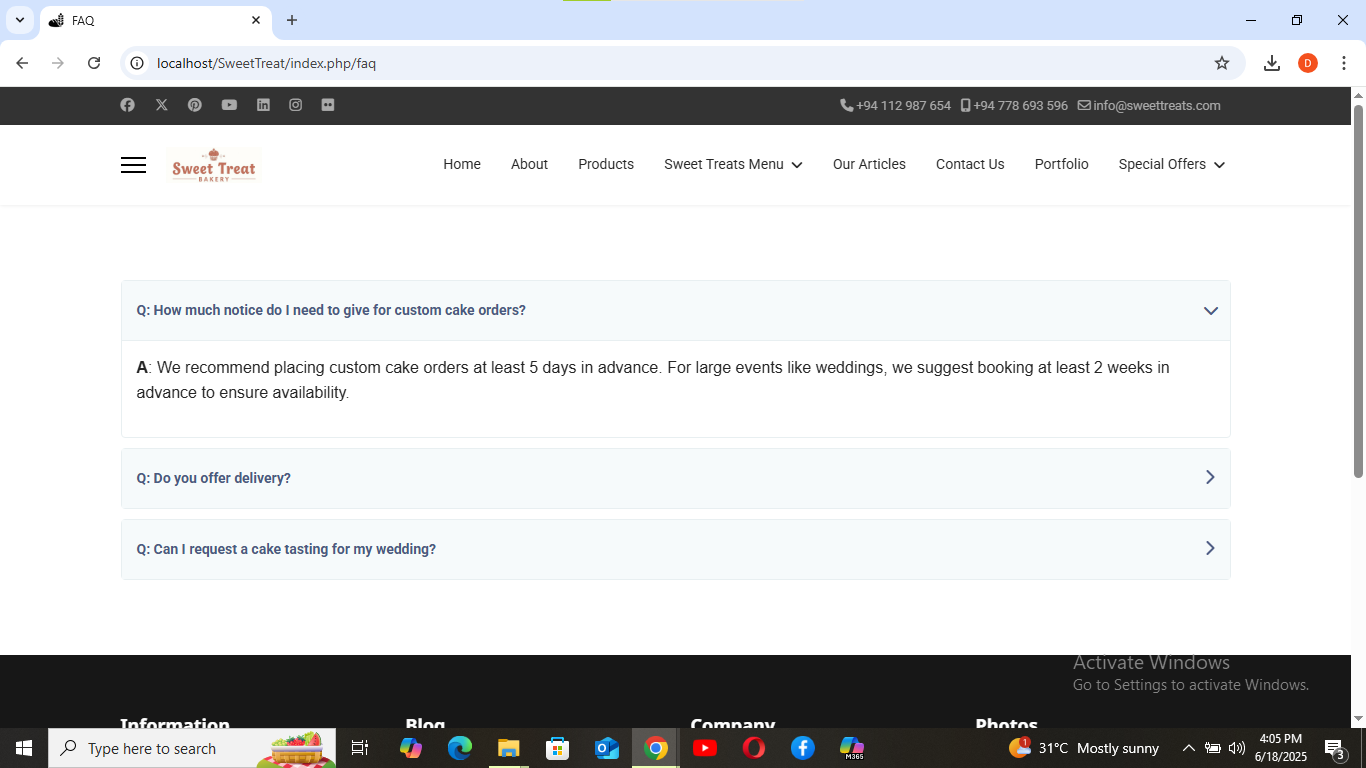 FAQ
localhost/SweetTreat/index.php/faq
D
+94 112 987 654 +94 778 693 596 info@sweettreats.com
Sweet Treat
BAKERY
Home About Products Sweet Treats Menu Our Articles Contact Us Portfolio Special Offers
Q: How much notice do I need to give for custom cake orders?
A: We recommend placing custom cake orders at least 5 days in advance. For large events like weddings, we suggest booking at least 2 weeks in
advance to ensure availability.
Q: Do you offer delivery?
Q: Can I request a cake tasting for my wedding?
Activate Windows
Go to Settings to activate Windows.
Information Blog Company Photos
Type here to search
M365
1
31°C Mostly sunny
4:05 PM
6/18/2025
3